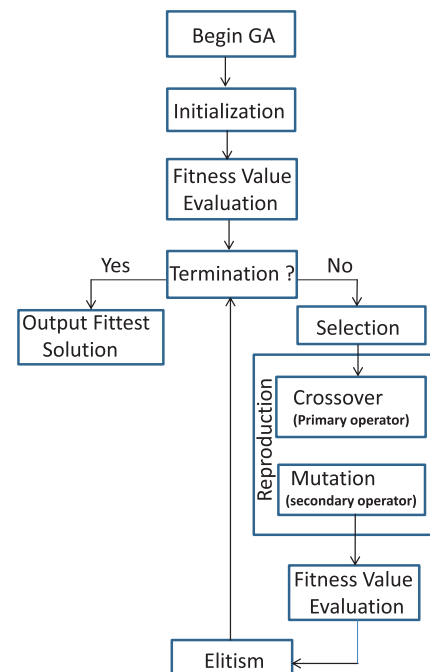 Begin GA
Initialization
Fitness Value
Evaluation
Termination ?
Yes
No
Output Fittest
Solution
Selection
Reproduction
Crossover
(Primary operator)
Mutation
(secondary operator)
Fitness Value
Evaluation
Elitism